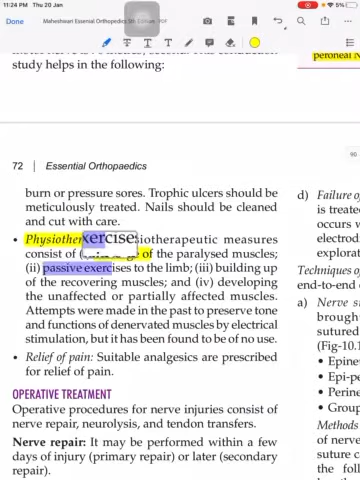 11:24 PM Thu 20 Jan
5%
Done
Maheshwari Essential Orthopedics 5th Edition .PDF
study helps in the following:
peroneal N
90
72 | Essential Orthopaedics
burn or pressure sores. Trophic ulcers should be
meticulously treated. Nails should be cleaned
and cut with care.
• Physiother siotherapeutic measures
xercise
consist of of the paralysed muscles;
(ii) passive exercises to the limb; (iii) building up
of the recovering muscles; and (iv) developing
the unaffected or partially affected muscles.
Attempts were made in the past to preserve tone
and functions of denervated muscles by electrical
stimulation, but it has been found to be of no use.
• Relief of pain: Suitable analgesics are prescribed
for relief of pain.
OPERATIVE TREATMENT
Operative procedures for nerve injuries consist of
nerve repair, neurolysis, and tendon transfers.
Nerve repair: It may be performed within a few
days of injury (primary repair) or later (secondary
repair).
d) Failure of
is treate
occurs w
electrodi
explorat
Techniques of
end-to-end o
a) Nerve su
brough
sutured
(Fig-10.1
• Epine
• Epi-pe
• Perine
• Group
Methods
of nerve
suture c
the foll